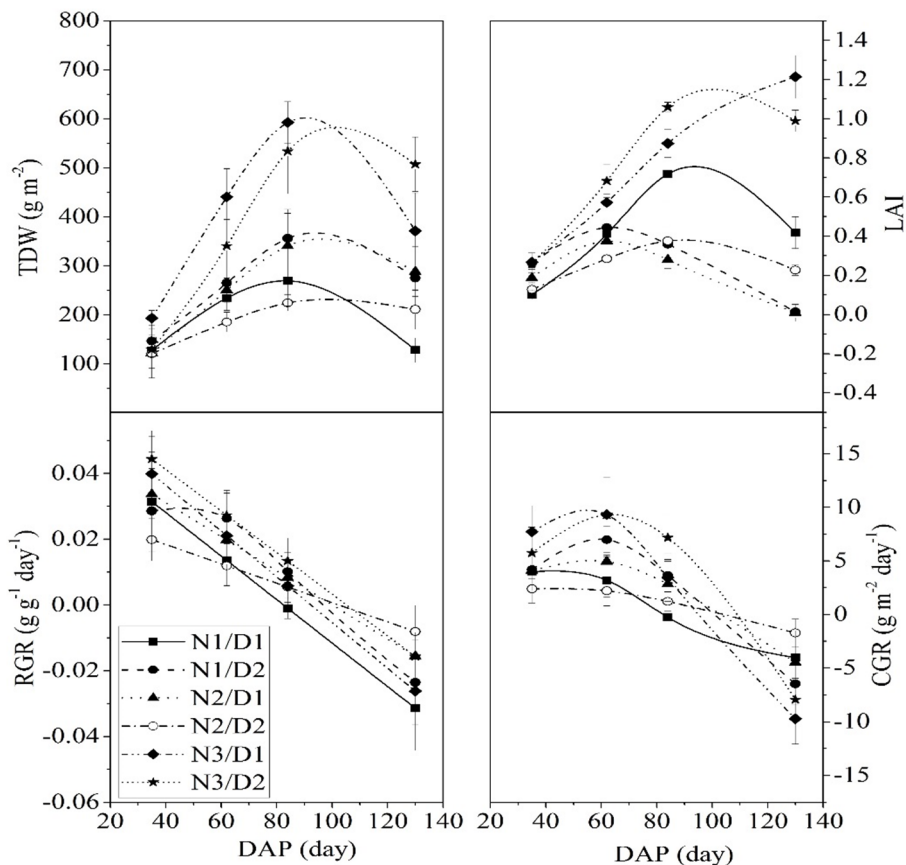 800
700
600
500
400
300
200
100
TDW (g m⁻²)
1.4
1.2
1.0
0.8
0.6
0.4
0.2
0.0
-0.2
-0.4
LAI
0.04
0.02
0.00
-0.02
-0.04
-0.06
RGR (g g⁻¹ day⁻¹)
N1/D1
N1/D2
N2/D1
N2/D2
N3/D1
N3/D2
20 40 60 80 100 120 140
DAP (day)
15
10
5
0
-5
-10
-15
CGR (g m⁻² day⁻¹)
20 40 60 80 100 120 140
DAP (day)